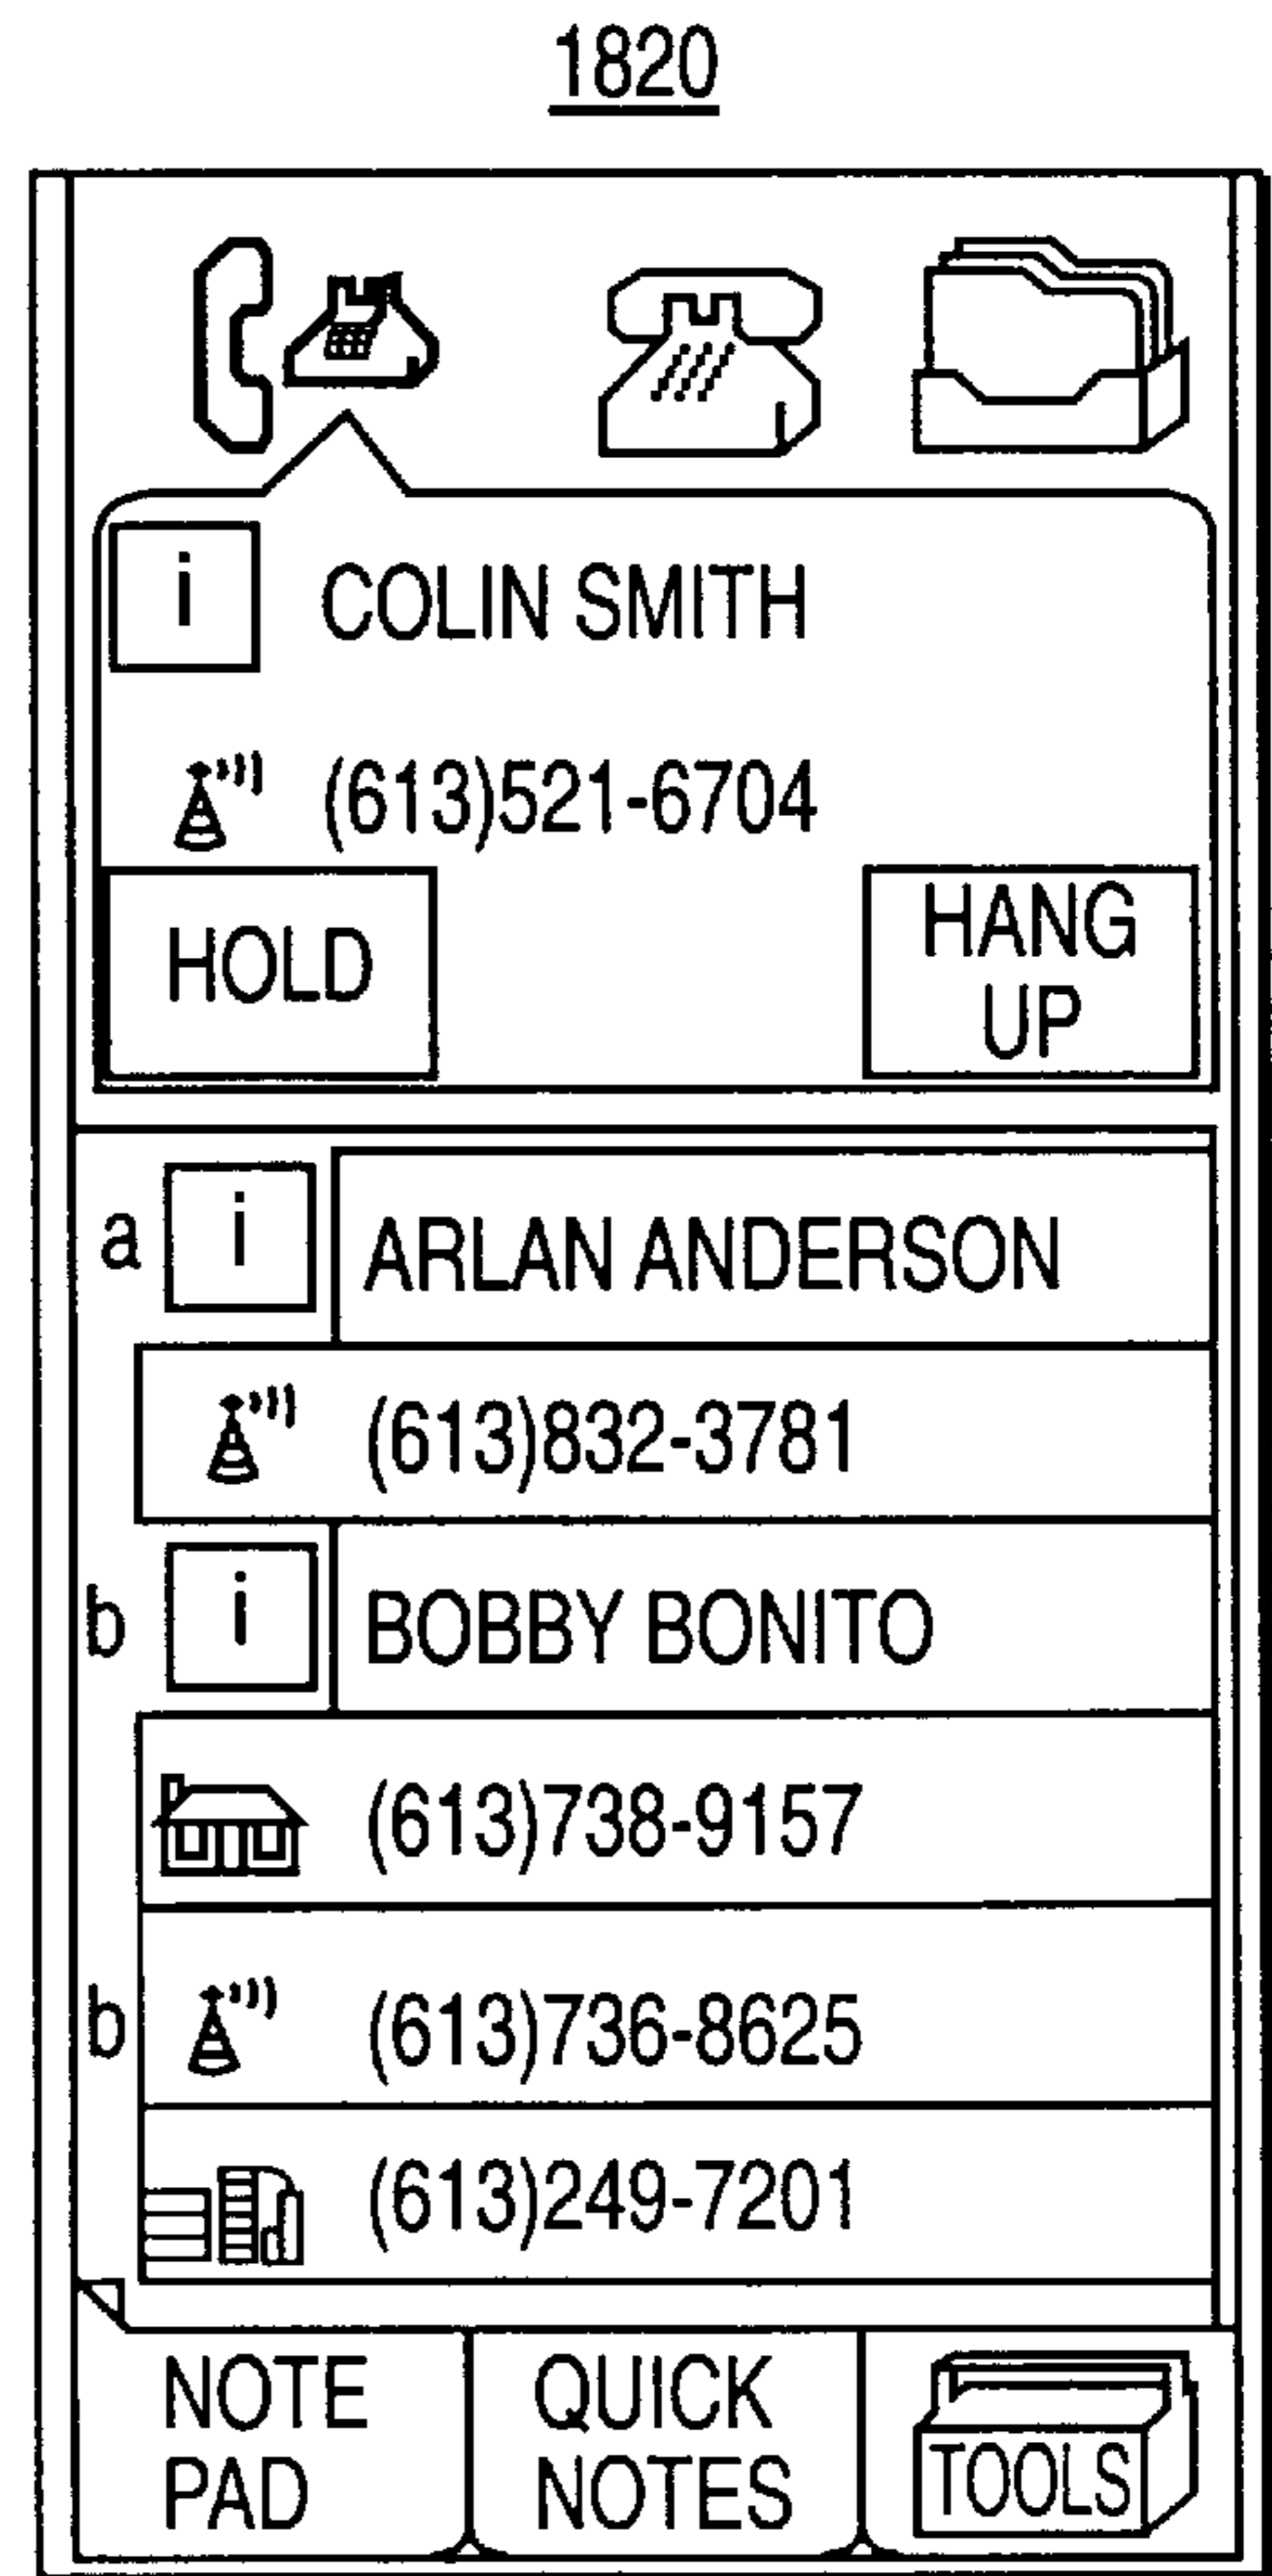 1820
i COLIN SMITH
(613)521-6704
HOLD
HANG
UP
a i ARLAN ANDERSON
(613)832-3781
b i BOBBY BONITO
(613)738-9157
b (613)736-8625
(613)249-7201
NOTE
PAD
QUICK
NOTES
TOOLS